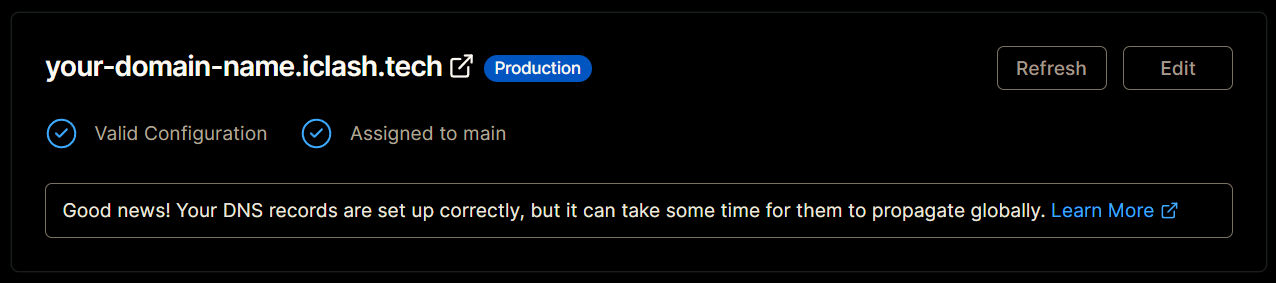 your-domain-name.iclash.tech Production Refresh Edit
Valid Configuration Assigned to main
Good news! Your DNS records are set up correctly, but it can take some time for them to propagate globally. Learn More